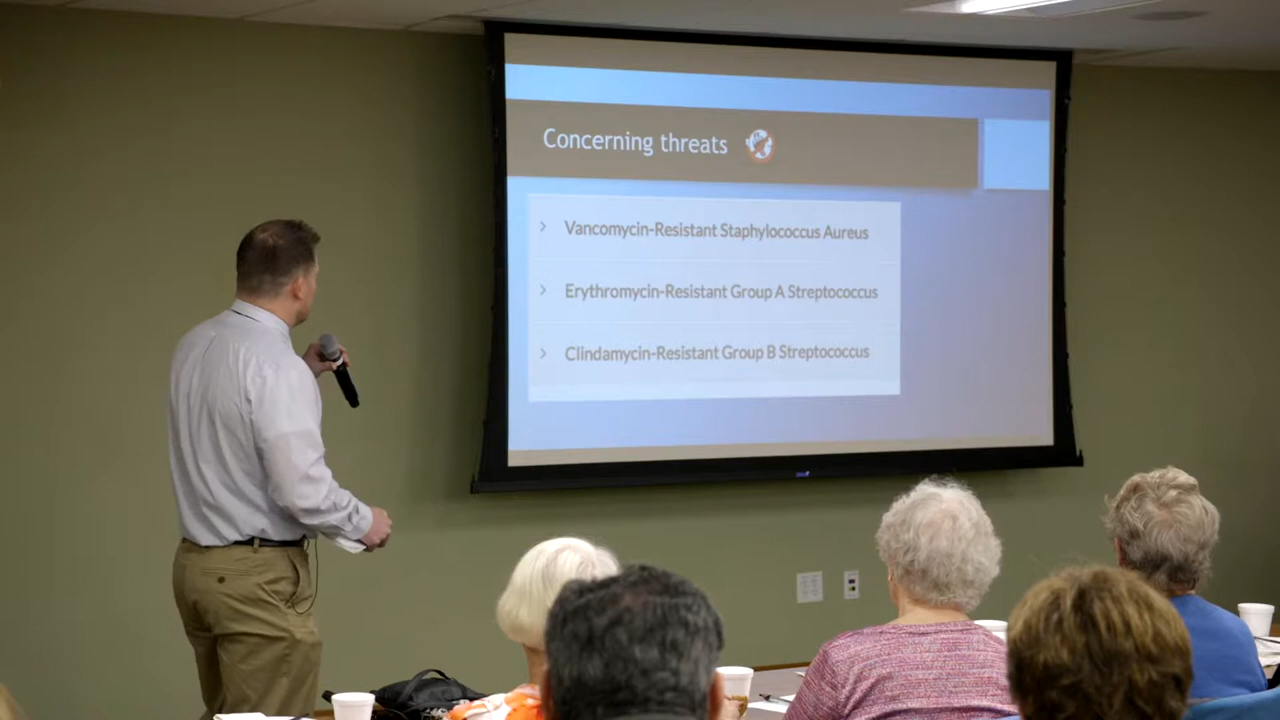 Concerning threats
Vancomycin-Resistant Staphylococcus Aureus
Erythromycin-Resistant Group A Streptococcus
Clindamycin-Resistant Group B Streptococcus